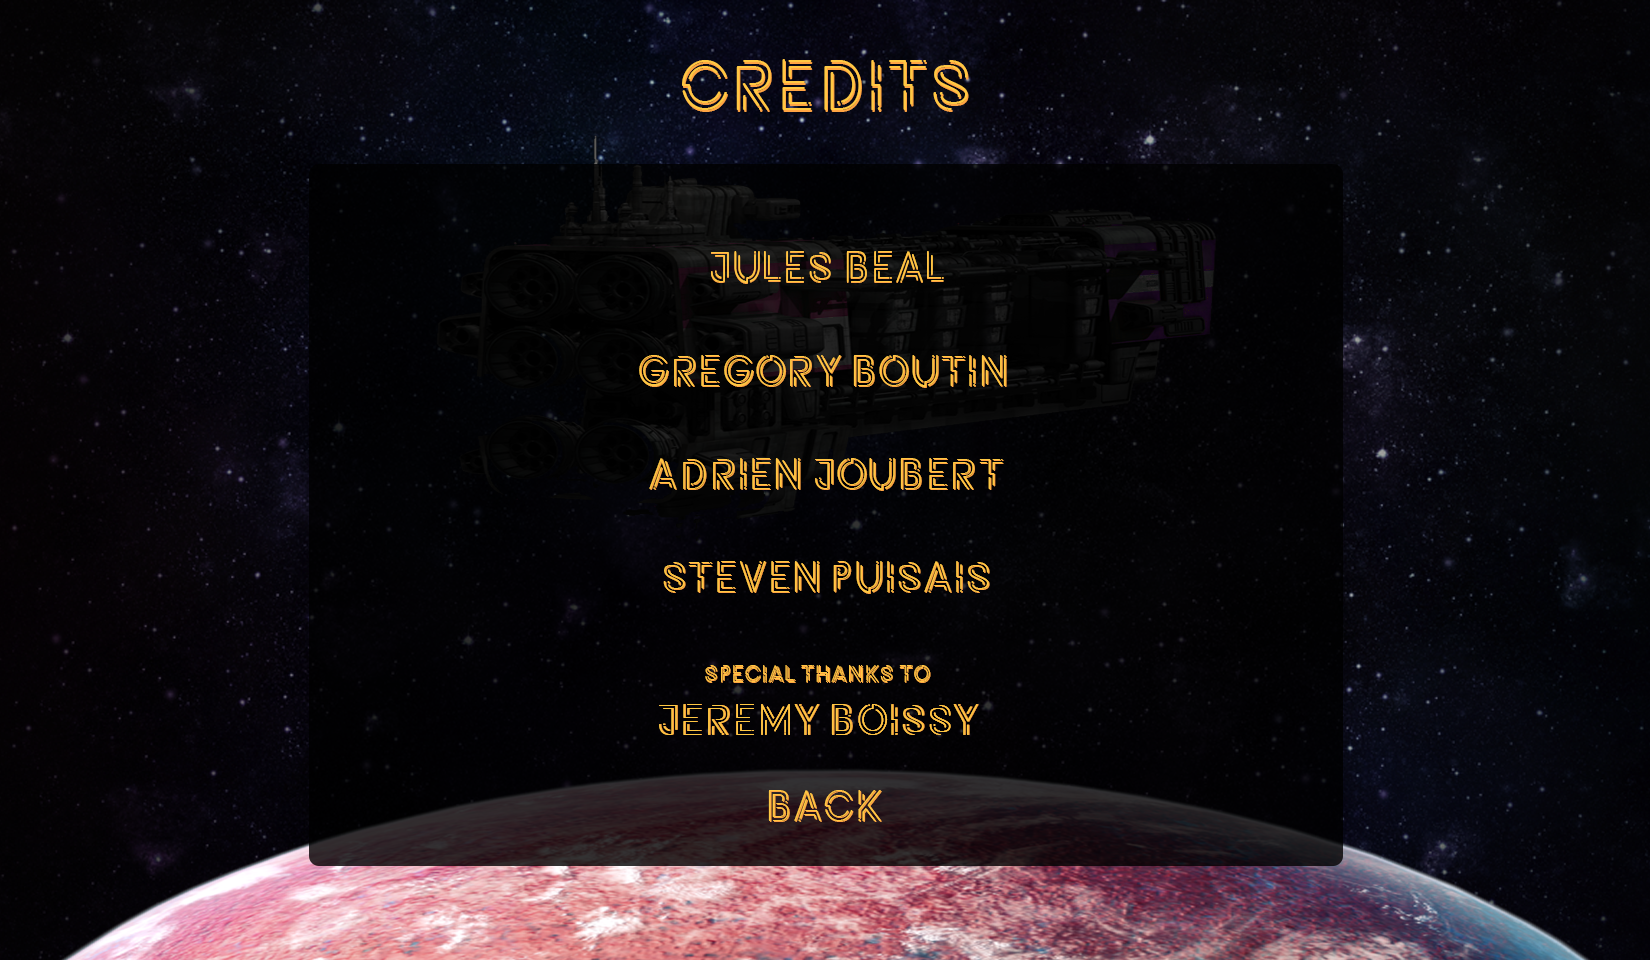 CREDITS
JULES BEAL
GREGORY BOUTIN
ADRIEN JOUBERT
STEVEN PUISAIS
SPECIAL THANKS TO
JEREMY BOISSY
BACK